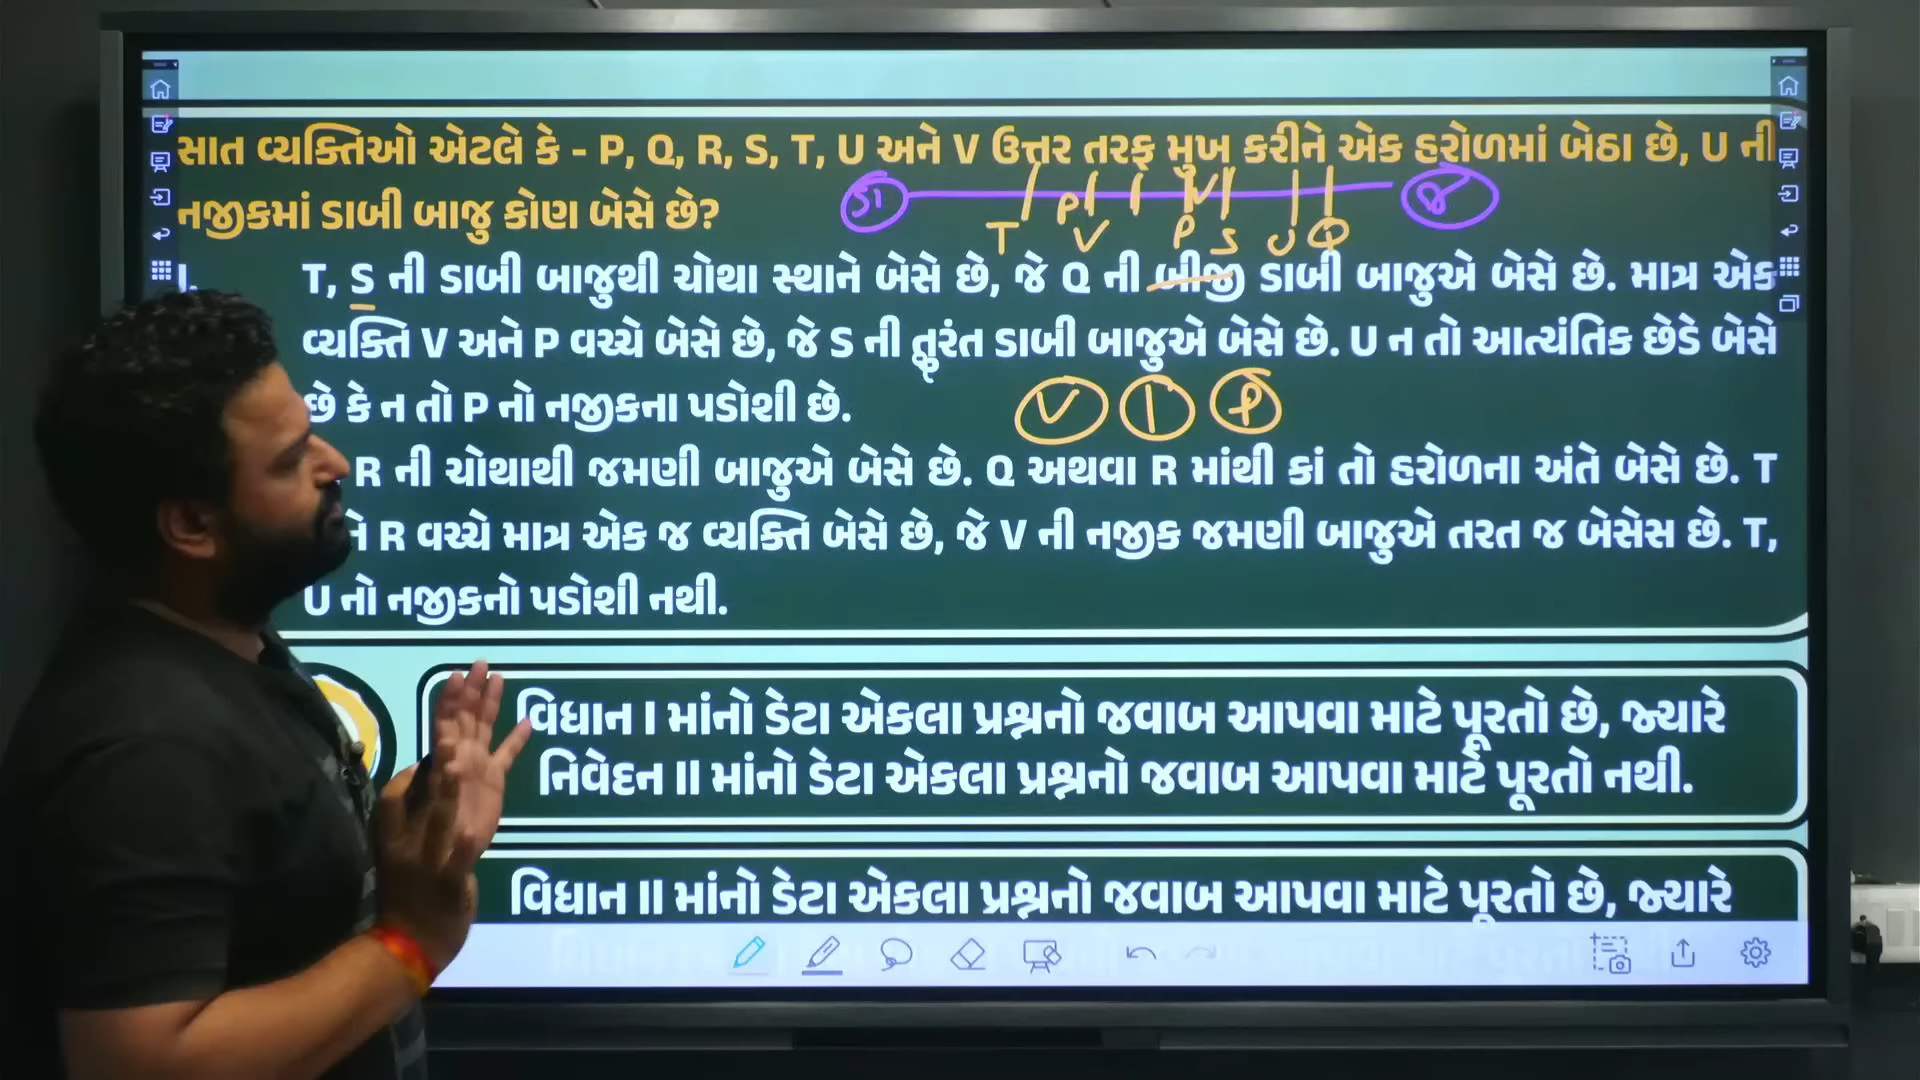 સાત વ્યક્તિઓ એટલે કે - P, Q, R, S, T, U અને V ઉત્તર તરફ મુખ કરીને એક હરોળમાં બેઠા છે, U ની
નજીકમાં ડાબી બાજુ કોણ બેસે છે?
ડા
જ
P
V
T V P S U Q
I. T, S ની ડાબી બાજુથી ચોથા સ્થાને બેસે છે, જે Q ની બીજી ડાબી બાજુએ બેસે છે. માત્ર એક
વ્યક્તિ V અને P વચ્ચે બેસે છે, જે S ની તુરંત ડાબી બાજુએ બેસે છે. U ન તો આત્યંતિક છેડે બેસે
છે કે ન તો P નો નજીકના પડોશી છે.
V I P
R ની ચોથાથી જમણી બાજુએ બેસે છે. Q અથવા R માંથી કાં તો હરોળના અંતે બેસે છે. T
ને R વચ્ચે માત્ર એક જ વ્યક્તિ બેસે છે, જે V ની નજીક જમણી બાજુએ તરત જ બેસેસ છે. T,
U નો નજીકનો પડોશી નથી.
વિધાન I માંનો ડેટા એકલા પ્રશ્નનો જવાબ આપવા માટે પૂરતો છે, જ્યારે
નિવેદન II માંનો ડેટા એકલા પ્રશ્નનો જવાબ આપવા માટે પૂરતો નથી.
વિધાન II માંનો ડેટા એકલા પ્રશ્નનો જવાબ આપવા માટે પૂરતો છે, જ્યારે